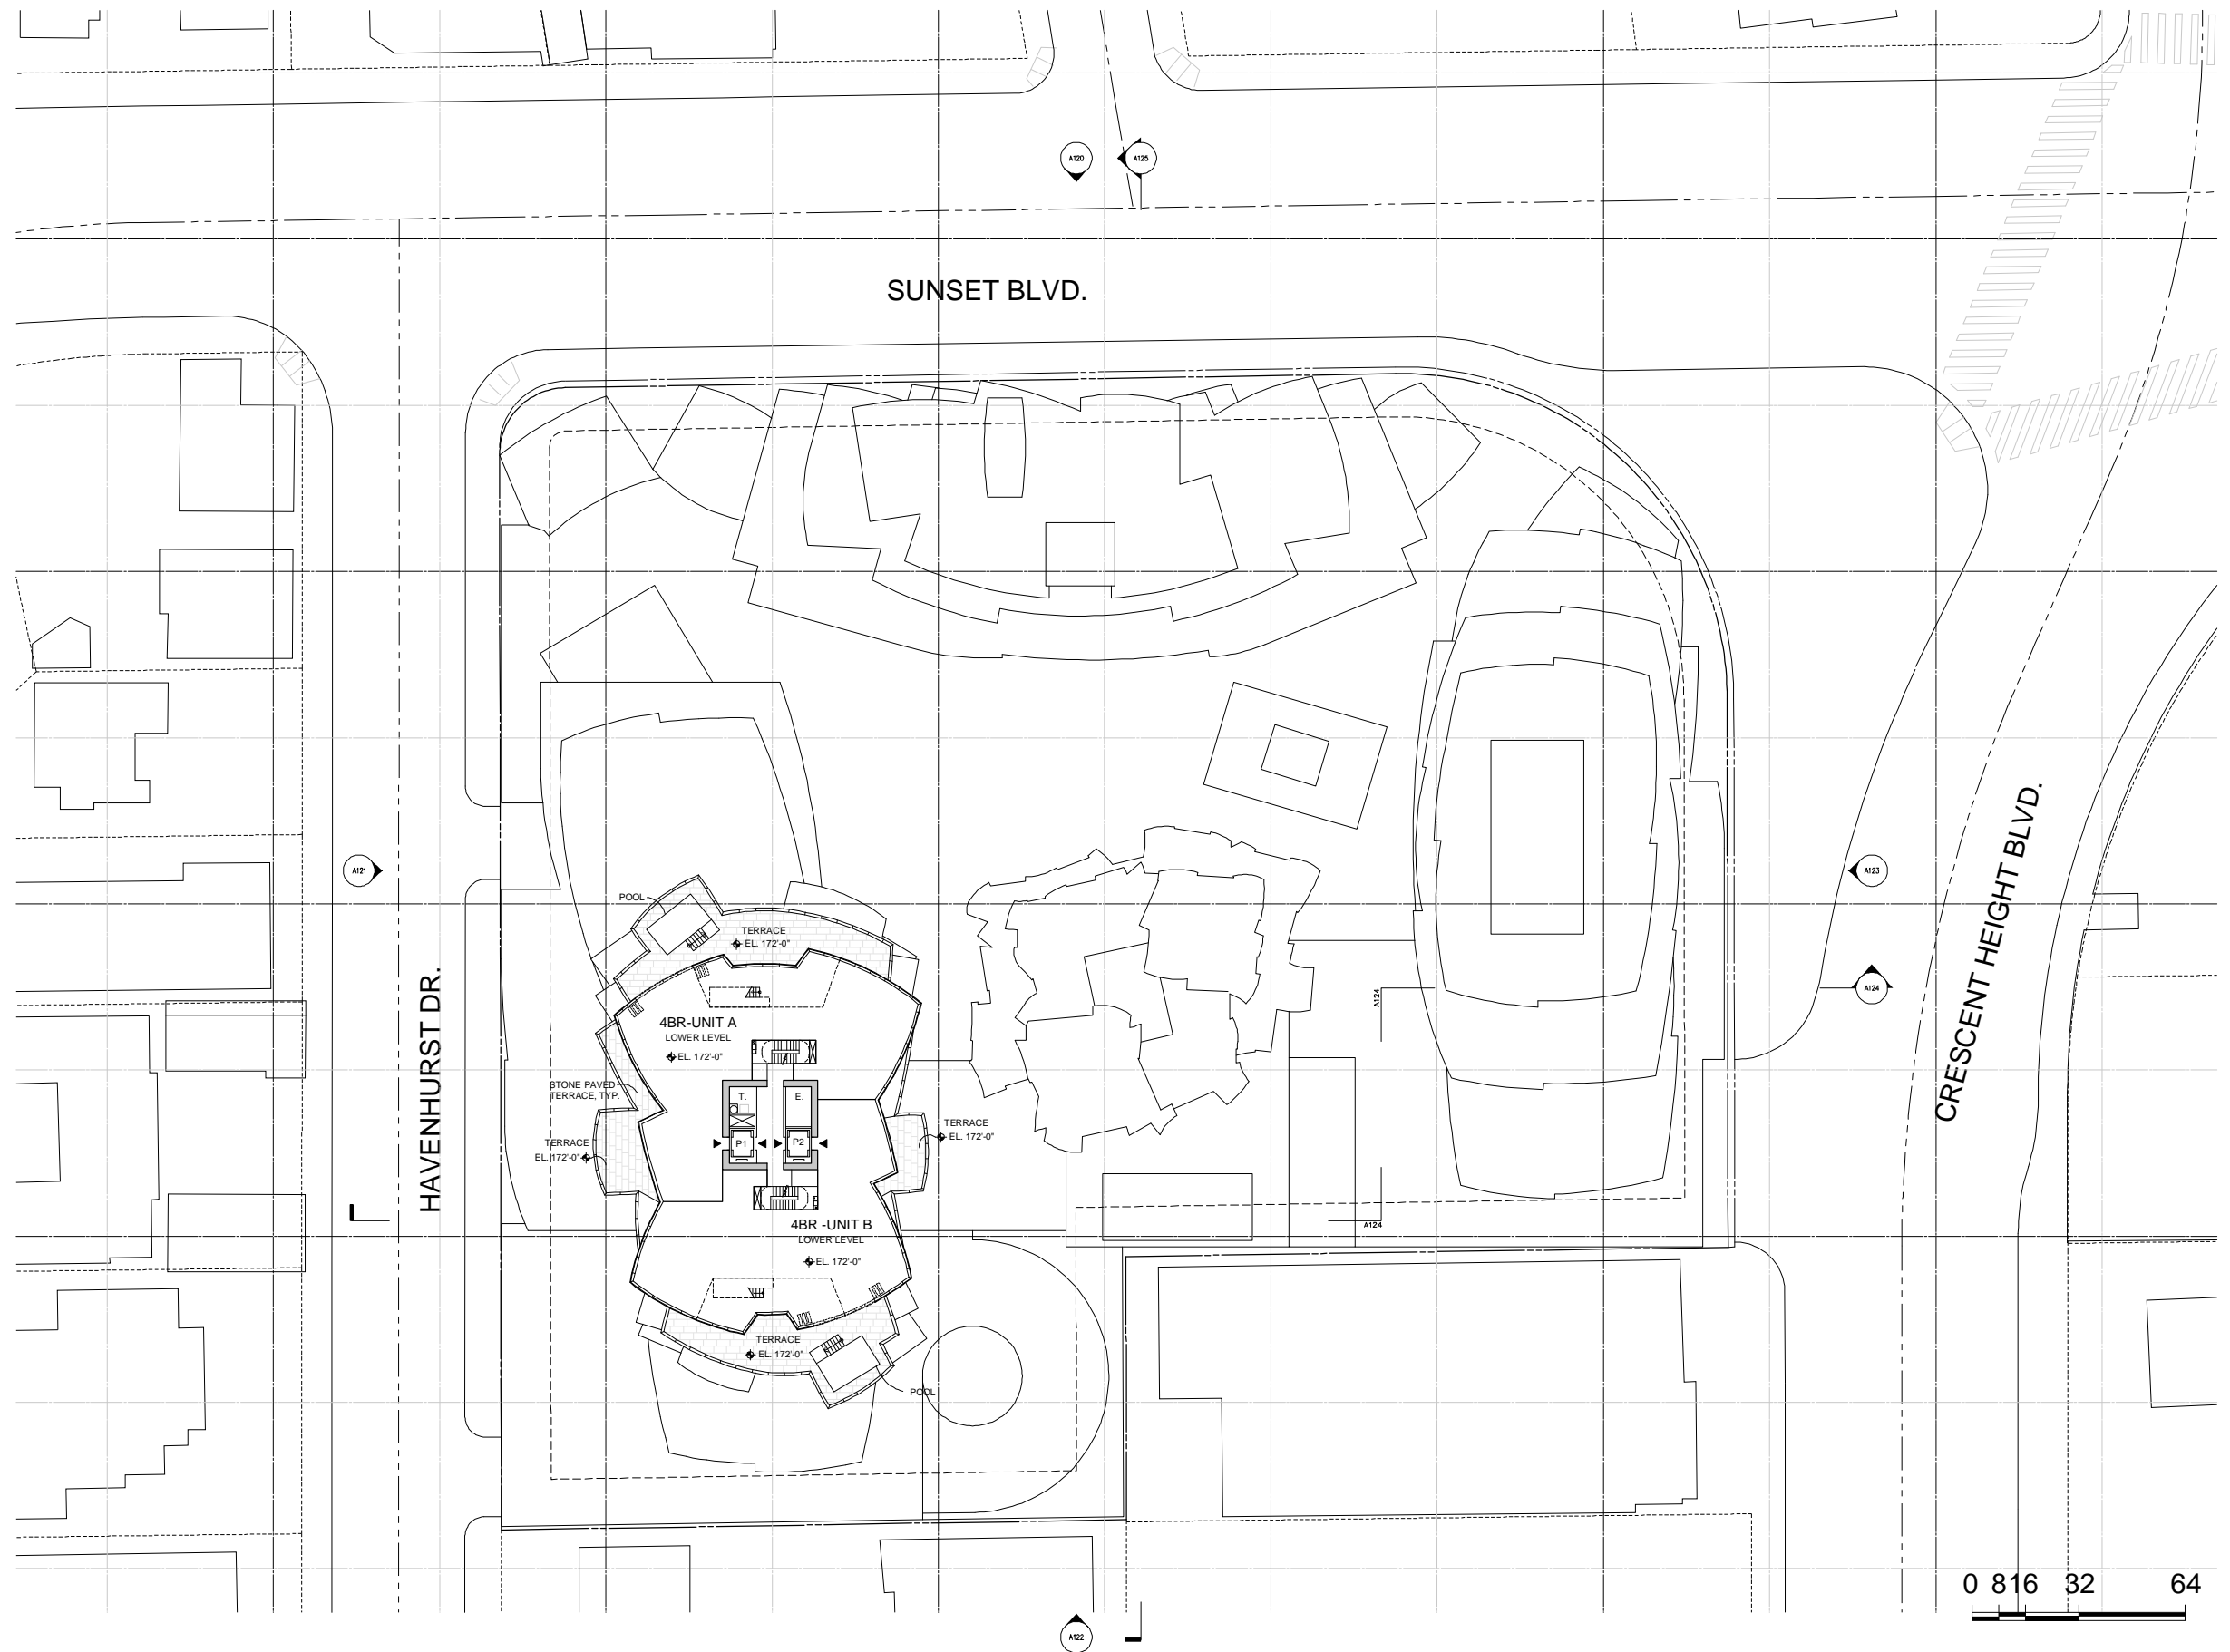 A120
A125
SUNSET BLVD.
A121
A123
POOL
TERRACE
EL. 172'-0"
HAVENHURST DR.
CRESCENT HEIGHT BLVD.
A124
A124
4BR-UNIT A
LOWER LEVEL
EL. 172'-0"
STONE PAVED
TERRACE, TYP.
T.
E.
TERRACE
EL. 172'-0"
TERRACE
EL. 172'-0"
P1
P2
4BR -UNIT B
LOWER LEVEL
EL. 172'-0"
A124
TERRACE
EL. 172'-0"
POOL
0 8 16 32 64
A122